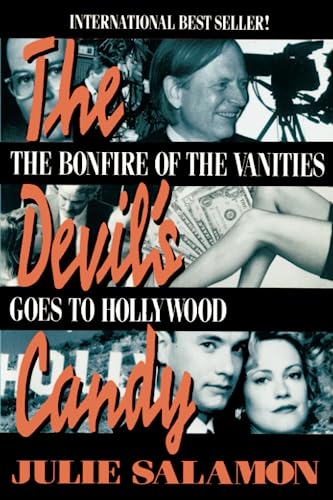 INTERNATIONAL BEST SELLER!
The
THE BONFIRE OF THE VANITIES
Devil's
GOES TO HOLLYWOOD
Candy
JULIE SALAMON